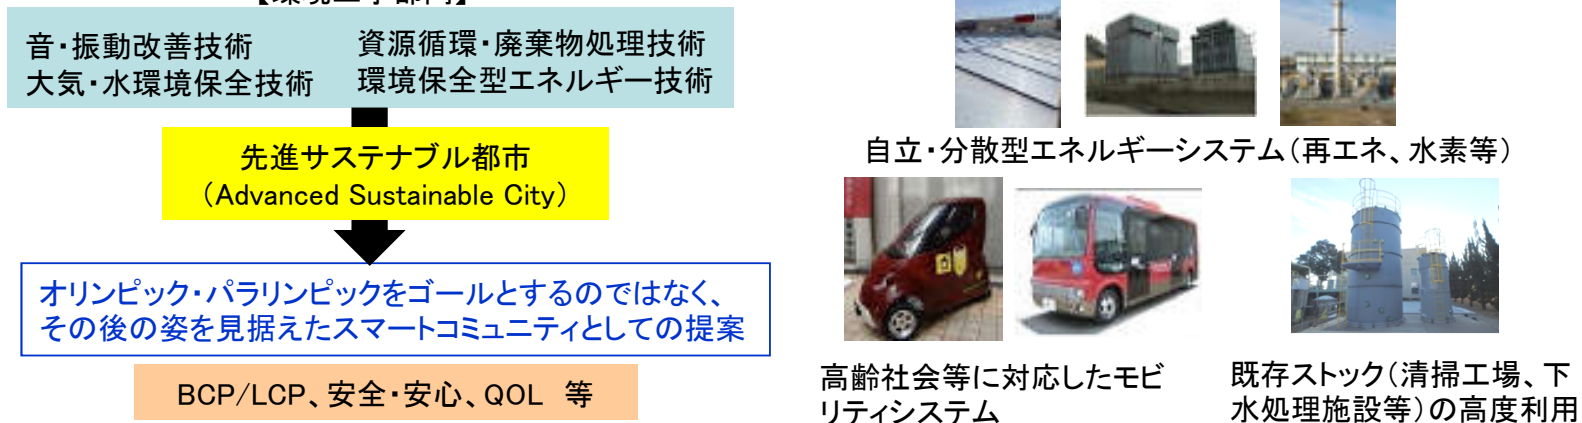 音・振動改善技術 資源循環・廃棄物処理技術
大気・水環境保全技術 環境保全型エネルギー技術
先進サステナブル都市
（Advanced Sustainable City）
オリンピック・パラリンピックをゴールとするのではなく、
その後の姿を見据えたスマートコミュニティとしての提案
BCP/LCP、安全・安心、QOL 等
自立・分散型エネルギーシステム（再エネ、水素等）
高齢社会等に対応したモビ
リティシステム
既存ストック（清掃工場、下
水処理施設等）の高度利用